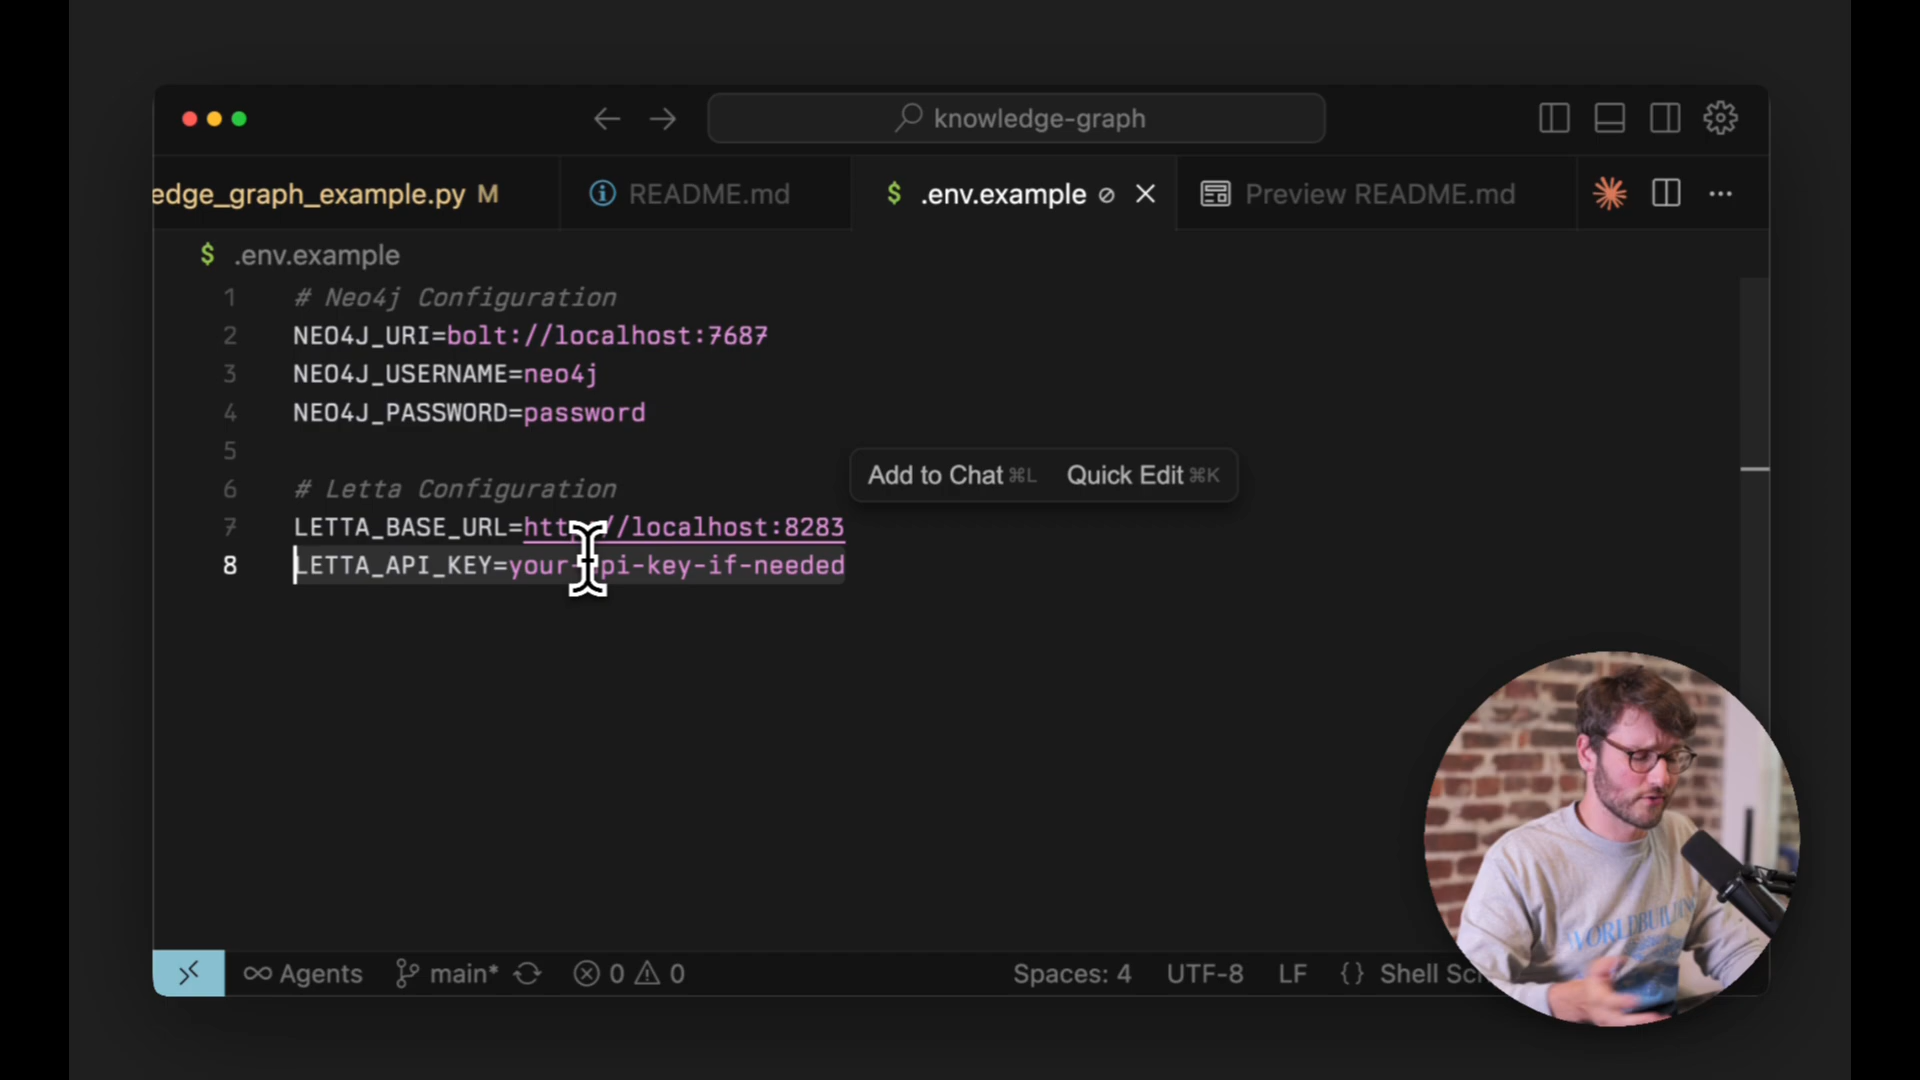 knowledge-graph
edge_graph_example.py M
README.md
$ .env.example
Preview README.md
$ .env.example
1 # Neo4j Configuration
2 NEO4J_URI=bolt://localhost:7687
3 NEO4J_USERNAME=neo4j
4 NEO4J_PASSWORD=password
5
Add to Chat ⌘L Quick Edit ⌘K
6 # Letta Configuration
7 LETTA_BASE_URL=http://localhost:8283
8 LETTA_API_KEY=your-api-key-if-needed
Agents main* 0 0 Spaces: 4 UTF-8 LF {} Shell